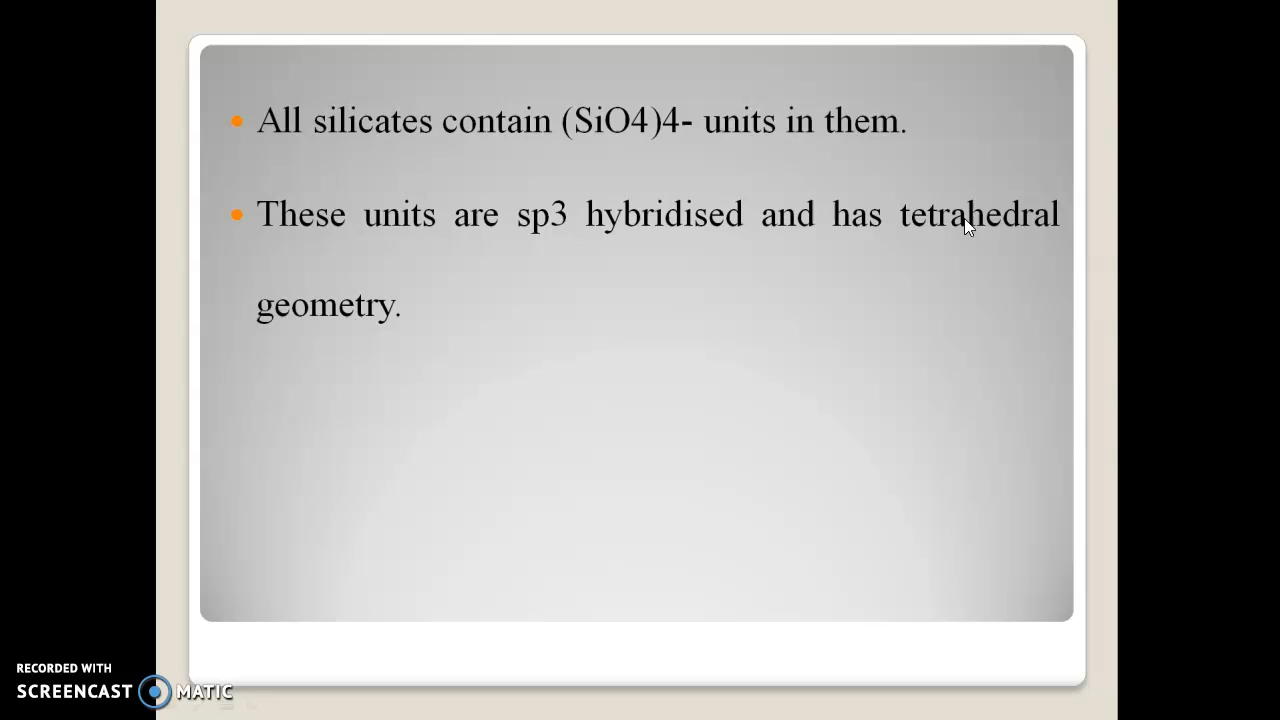 All silicates contain (SiO4)4- units in them.
These units are sp3 hybridised and has tetrahedral
geometry.
RECORDED WITH
SCREENCAST MATIC